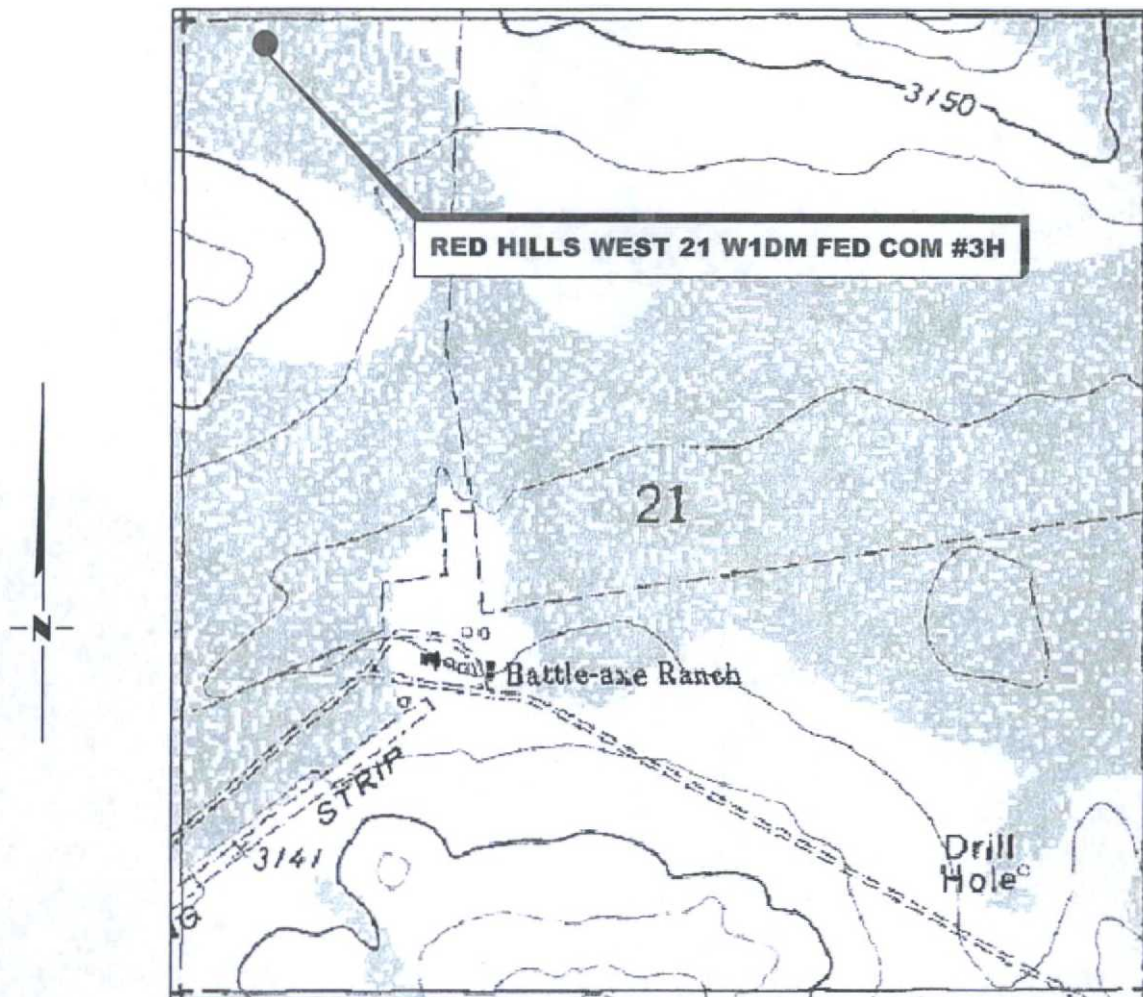 3150
RED HILLS WEST 21 W1DM FED COM #3H
21
N
Battle-axe Ranch
STRIP
3141
Drill
Hole